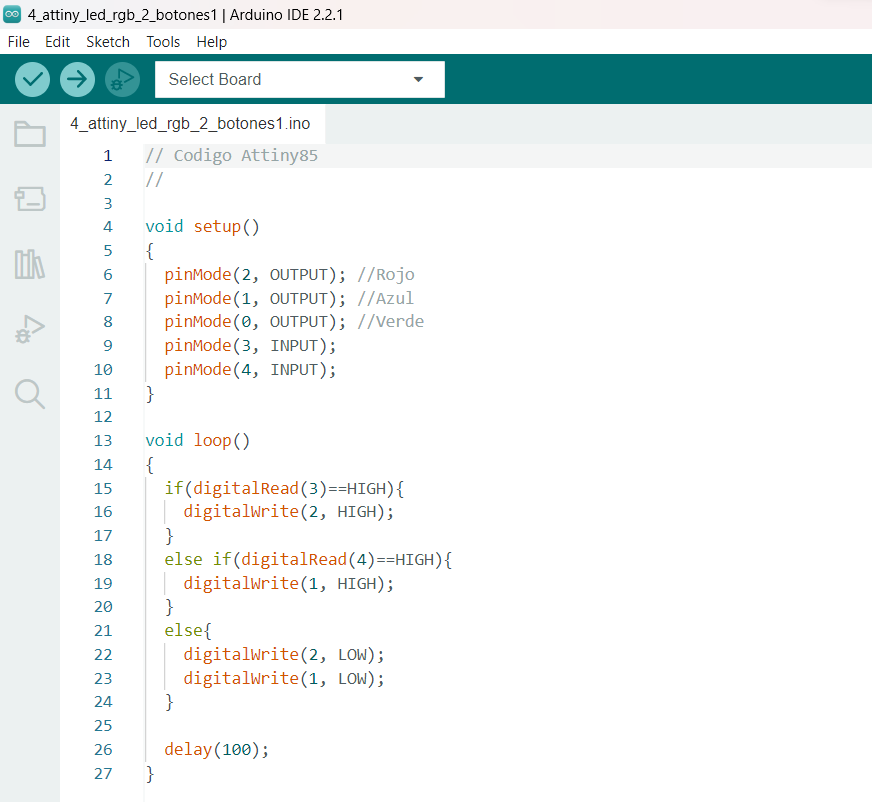 4_attiny_led_rgb_2_botones1 | Arduino IDE 2.2.1
File Edit Sketch Tools Help
Select Board
4_attiny_led_rgb_2_botones1.ino
1 // Codigo Attiny85
2 //
3
4 void setup()
5 {
6 pinMode(2, OUTPUT); //Rojo
7 pinMode(1, OUTPUT); //Azul
8 pinMode(0, OUTPUT); //Verde
9 pinMode(3, INPUT);
10 pinMode(4, INPUT);
11 }
12
13 void loop()
14 {
15 if(digitalRead(3)==HIGH){
16 digitalWrite(2, HIGH);
17 }
18 else if(digitalRead(4)==HIGH){
19 digitalWrite(1, HIGH);
20 }
21 else{
22 digitalWrite(2, LOW);
23 digitalWrite(1, LOW);
24 }
25
26 delay(100);
27 }